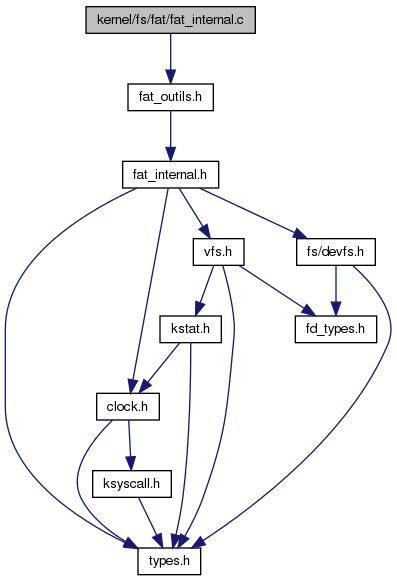 kernel/fs/fat/fat_internal.c
fat_outils.h
fat_internal.h
vfs.h
fs/devfs.h
kstat.h
fd_types.h
clock.h
ksyscall.h
types.h